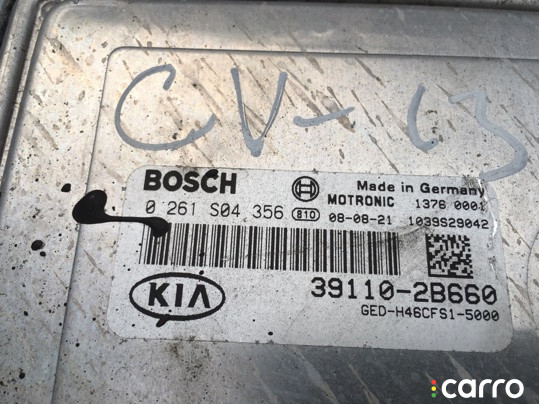 CV-13
BOSCH
Made in Germany
MOTRONIC 1376 0001
0 261 S04 356 810 08-08-21 1039S29042
KIA
39110-2B660
GED-H46CFS1-5000
carro